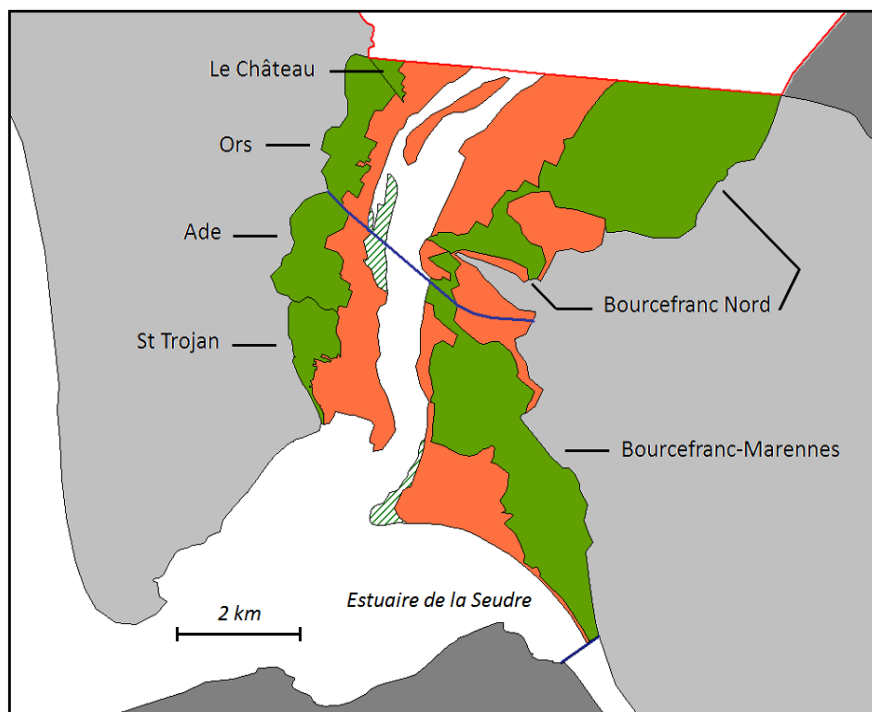 Le Château
Ors
Ade
Bourcefranc Nord
St Trojan
Bourcefranc-Marennes
Estuaire de la Seudre
2 km